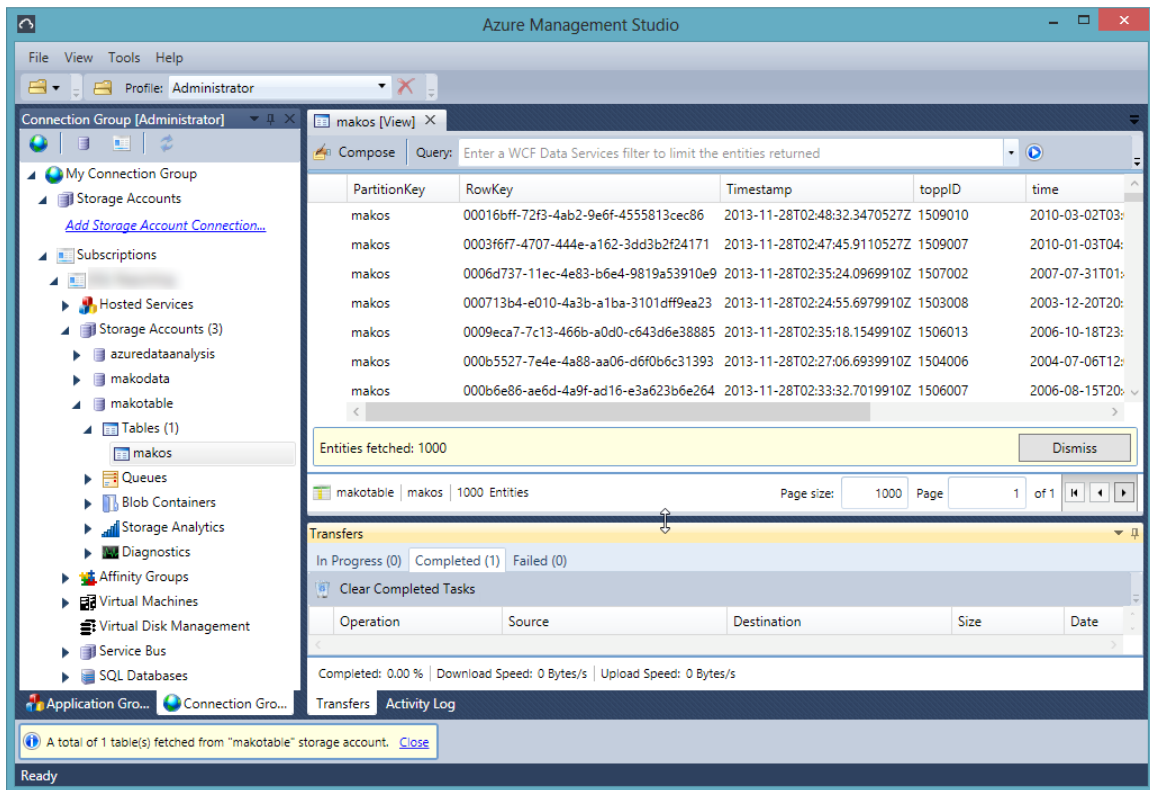 Azure Management Studio
File View Tools Help
Profile: Administrator
Connection Group [Administrator]
My Connection Group
Storage Accounts
Add Storage Account Connection...
Subscriptions
Hosted Services
Storage Accounts (3)
azuredataanalysis
makodata
makotable
Tables (1)
makos
Queues
Blob Containers
Storage Analytics
Diagnostics
Affinity Groups
Virtual Machines
Virtual Disk Management
Service Bus
SQL Databases
Application Gro... Connection Gro...
makos [View]
Compose Query: Enter a WCF Data Services filter to limit the entities returned
PartitionKey RowKey Timestamp toppID time
makos 00016bff-72f3-4ab2-9e6f-4555813cec86 2013-11-28T02:48:32.3470527Z 1509010 2010-03-02T03:
makos 0003f6f7-4707-444e-a162-3dd3b2f24171 2013-11-28T02:47:45.9110527Z 1509007 2010-01-03T04:
makos 0006d737-11ec-4e83-b6e4-9819a53910e9 2013-11-28T02:35:24.0969910Z 1507002 2007-07-31T01:
makos 000713b4-e010-4a3b-a1ba-3101dff9ea23 2013-11-28T02:24:55.6979910Z 1503008 2003-12-20T20:
makos 0009eca7-7c13-466b-a0d0-c643d6e38885 2013-11-28T02:35:18.1549910Z 1506013 2006-10-18T23:
makos 000b5527-7e4e-4a88-aa06-d6f0b6c31393 2013-11-28T02:27:06.6939910Z 1504006 2004-07-06T12:
makos 000b6e86-ae6d-4a9f-ad16-e3a623b6e264 2013-11-28T02:33:32.7019910Z 1506007 2006-08-15T20:
Entities fetched: 1000 Dismiss
makotable makos 1000 Entities Page size: 1000 Page 1 of 1
Transfers
In Progress (0) Completed (1) Failed (0)
Clear Completed Tasks
Operation Source Destination Size Date
Completed: 0.00 % Download Speed: 0 Bytes/s Upload Speed: 0 Bytes/s
Transfers Activity Log
A total of 1 table(s) fetched from "makotable" storage account. Close
Ready